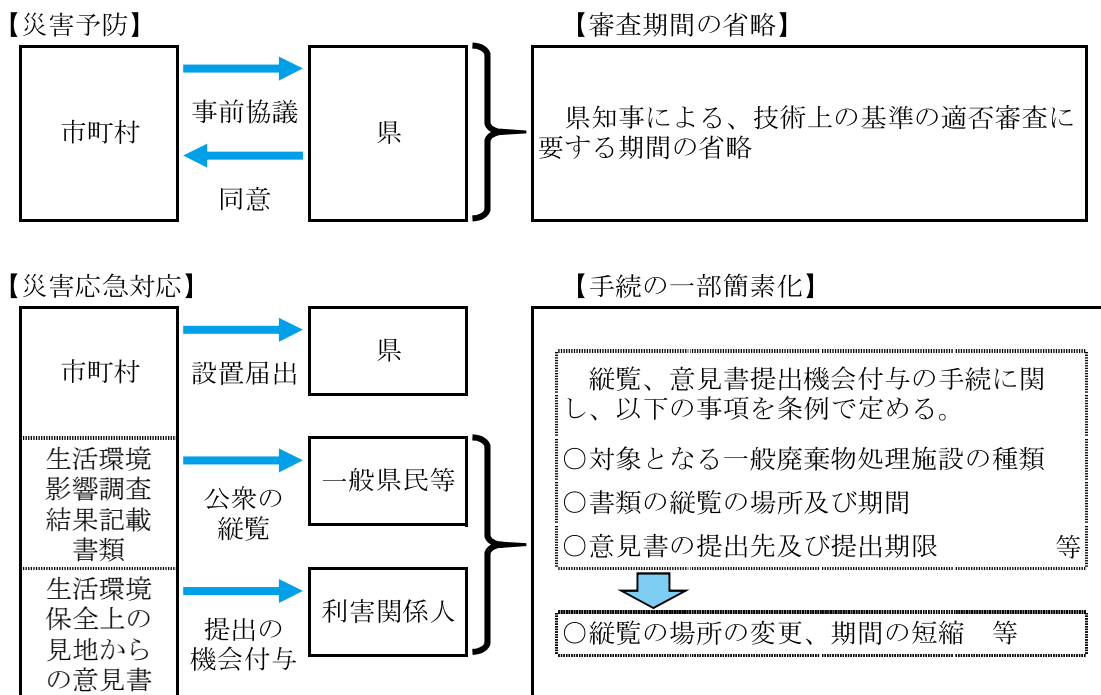 【災害予防】
【審査期間の省略】
市町村
事前協議
同意
県
県知事による、技術上の基準の適否審査に
要する期間の省略
【災害応急対応】
【手続の一部簡素化】
市町村
設置届出
県
生活環境
影響調査
結果記載
書類
公衆の
縦覧
一般県民等
生活環境
保全上の
見地から
の意見書
提出の
機会付与
利害関係人
縦覧、意見書提出機会付与の手続に関
し、以下の事項を条例で定める。
○対象となる一般廃棄物処理施設の種類
○書類の縦覧の場所及び期間
○意見書の提出先及び提出期限　等
○縦覧の場所の変更、期間の短縮　等